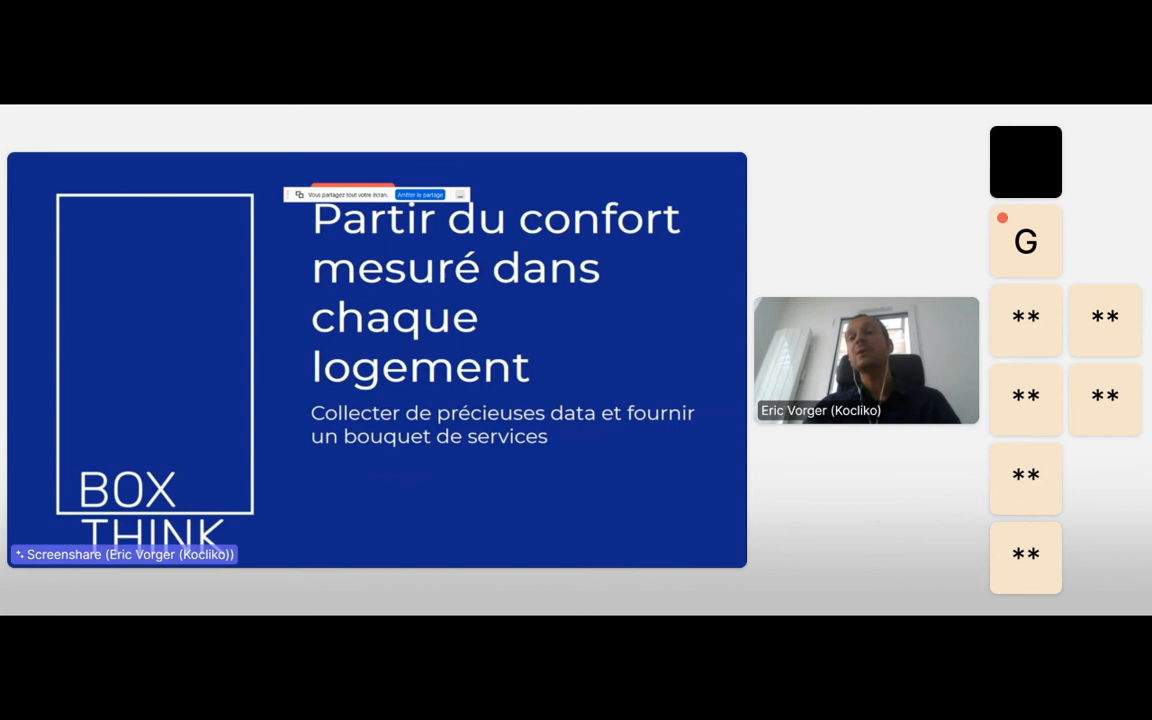 Vous partagez tout votre écran. Arrêter le partage
Partir du confort
mesuré dans
chaque
logement
Collecter de précieuses data et fournir
un bouquet de services
BOX
THINK
Screenshare (Eric Vorger (Kocliko))
Eric Vorger (Kocliko)
G
** **
** **
**
**